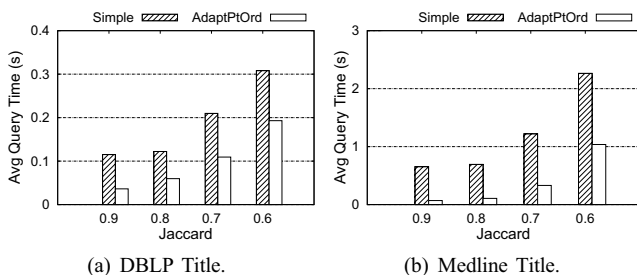 Simple AdaptPtOrd
0.4
0.3
0.2
0.1
0
Avg Query Time (s)
0.9 0.8 0.7 0.6
Jaccard
(a) DBLP Title.
Simple AdaptPtOrd
3
2
1
0
Avg Query Time (s)
0.9 0.8 0.7 0.6
Jaccard
(b) Medline Title.